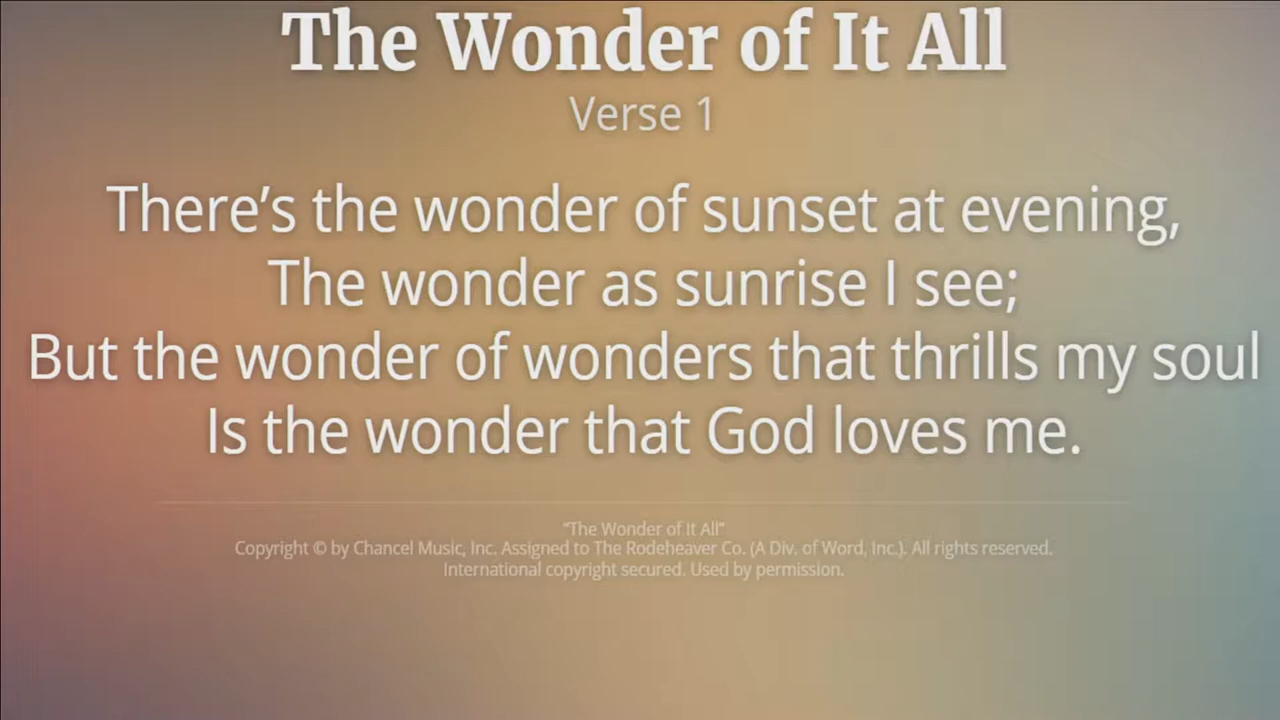 The Wonder of It All
Verse 1
There’s the wonder of sunset at evening,
The wonder as sunrise I see;
But the wonder of wonders that thrills my soul
Is the wonder that God loves me.
“The Wonder of It All”
Copyright © by Chancel Music, Inc. Assigned to The Rodeheaver Co. (A Div. of Word, Inc.). All rights reserved.
International copyright secured. Used by permission.